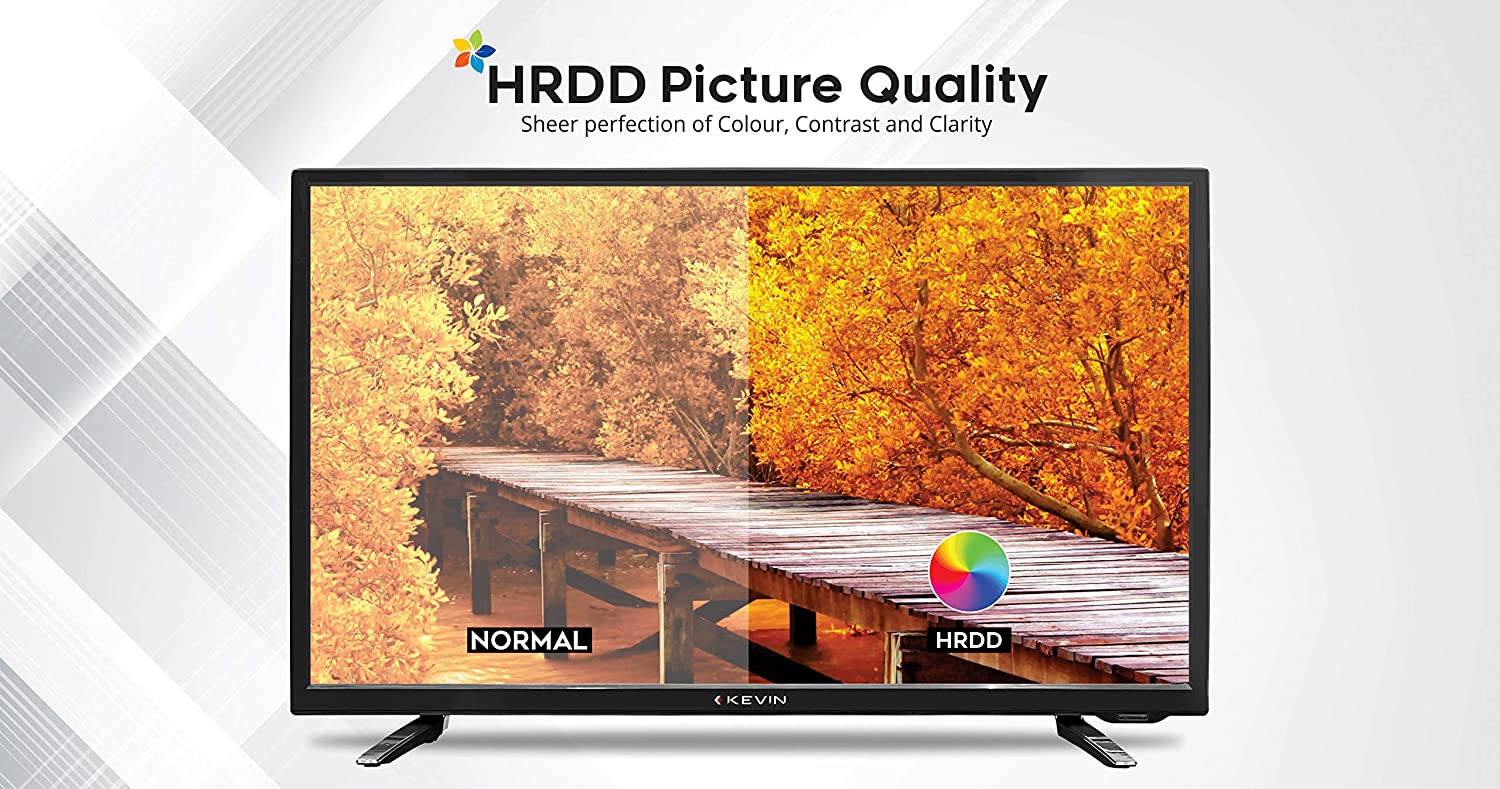 HRDD Picture Quality
Sheer perfection of Colour, Contrast and Clarity
NORMAL
HRDD
KEVIN